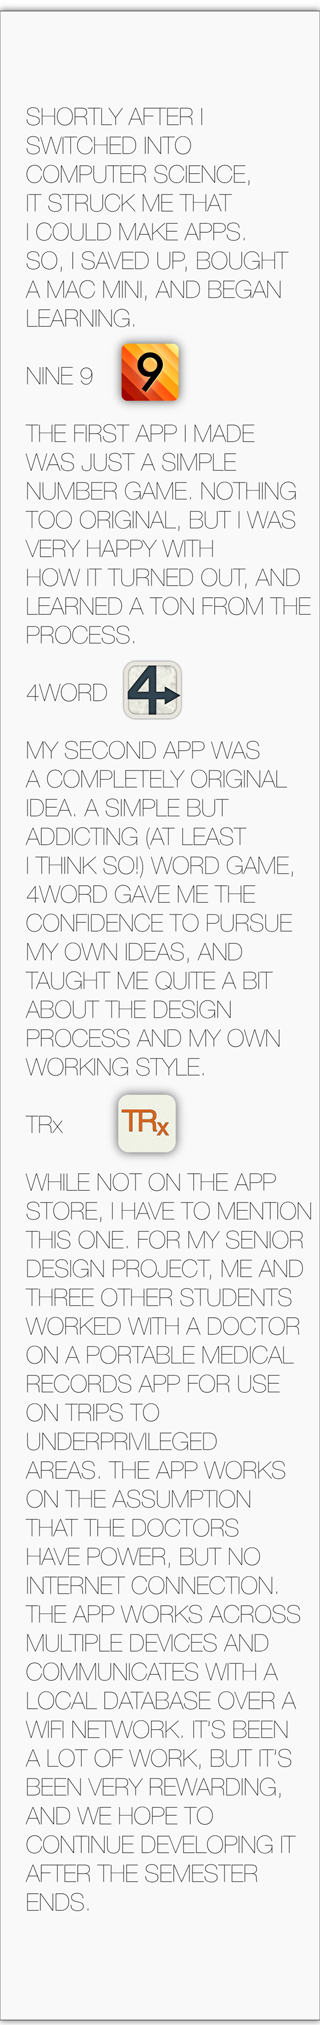 SHORTLY AFTER I
SWITCHED INTO
COMPUTER SCIENCE,
IT STRUCK ME THAT
I COULD MAKE APPS.
SO, I SAVED UP, BOUGHT
A MAC MINI, AND BEGAN
LEARNING.
NINE 9 9
THE FIRST APP I MADE
WAS JUST A SIMPLE
NUMBER GAME. NOTHING
TOO ORIGINAL, BUT I WAS
VERY HAPPY WITH
HOW IT TURNED OUT, AND
LEARNED A TON FROM THE
PROCESS.
4WORD 4
MY SECOND APP WAS
A COMPLETELY ORIGINAL
IDEA. A SIMPLE BUT
ADDICTING (AT LEAST
I THINK SO!) WORD GAME,
4WORD GAVE ME THE
CONFIDENCE TO PURSUE
MY OWN IDEAS, AND
TAUGHT ME QUITE A BIT
ABOUT THE DESIGN
PROCESS AND MY OWN
WORKING STYLE.
TRx TRx
WHILE NOT ON THE APP
STORE, I HAVE TO MENTION
THIS ONE. FOR MY SENIOR
DESIGN PROJECT, ME AND
THREE OTHER STUDENTS
WORKED WITH A DOCTOR
ON A PORTABLE MEDICAL
RECORDS APP FOR USE
ON TRIPS TO
UNDERPRIVILEGED
AREAS. THE APP WORKS
ON THE ASSUMPTION
THAT THE DOCTORS
HAVE POWER, BUT NO
INTERNET CONNECTION.
THE APP WORKS ACROSS
MULTIPLE DEVICES AND
COMMUNICATES WITH A
LOCAL DATABASE OVER A
WIFI NETWORK. IT'S BEEN
A LOT OF WORK, BUT IT'S
BEEN VERY REWARDING,
AND WE HOPE TO
CONTINUE DEVELOPING IT
AFTER THE SEMESTER
ENDS.